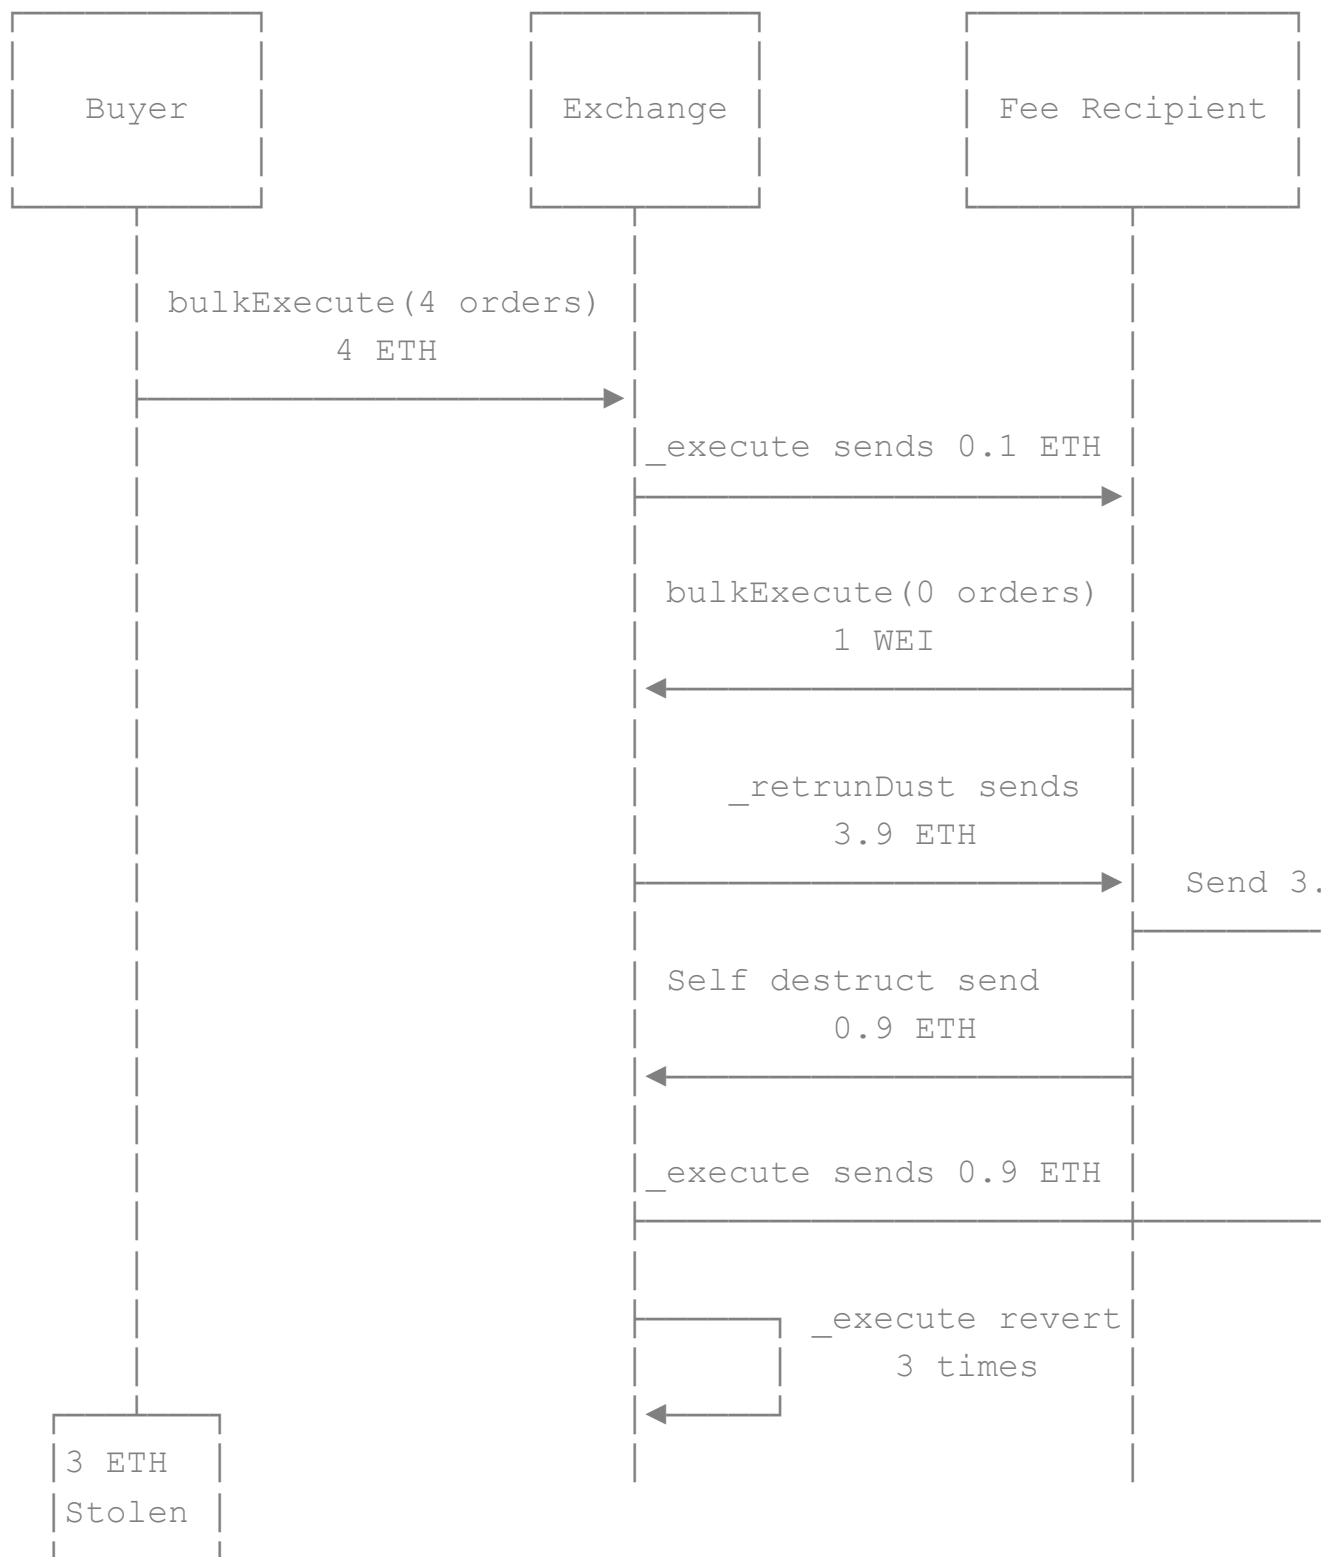 Buyer
Exchange
Fee Recipient
bulkExecute(4 orders)
4 ETH
_execute sends 0.1 ETH
bulkExecute(0 orders)
1 WEI
_retrunDust sends
3.9 ETH
Send 3.
Self destruct send
0.9 ETH
_execute sends 0.9 ETH
_execute revert
3 times
3 ETH
Stolen